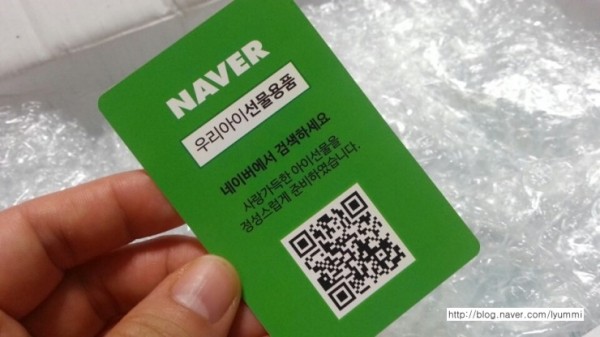 NAVER
우리아이선물용품
네이버에서 검색하세요
사랑가득한 아이선물을
정성스럽게 준비하였습니다.
http://blog.naver.com/lyummi